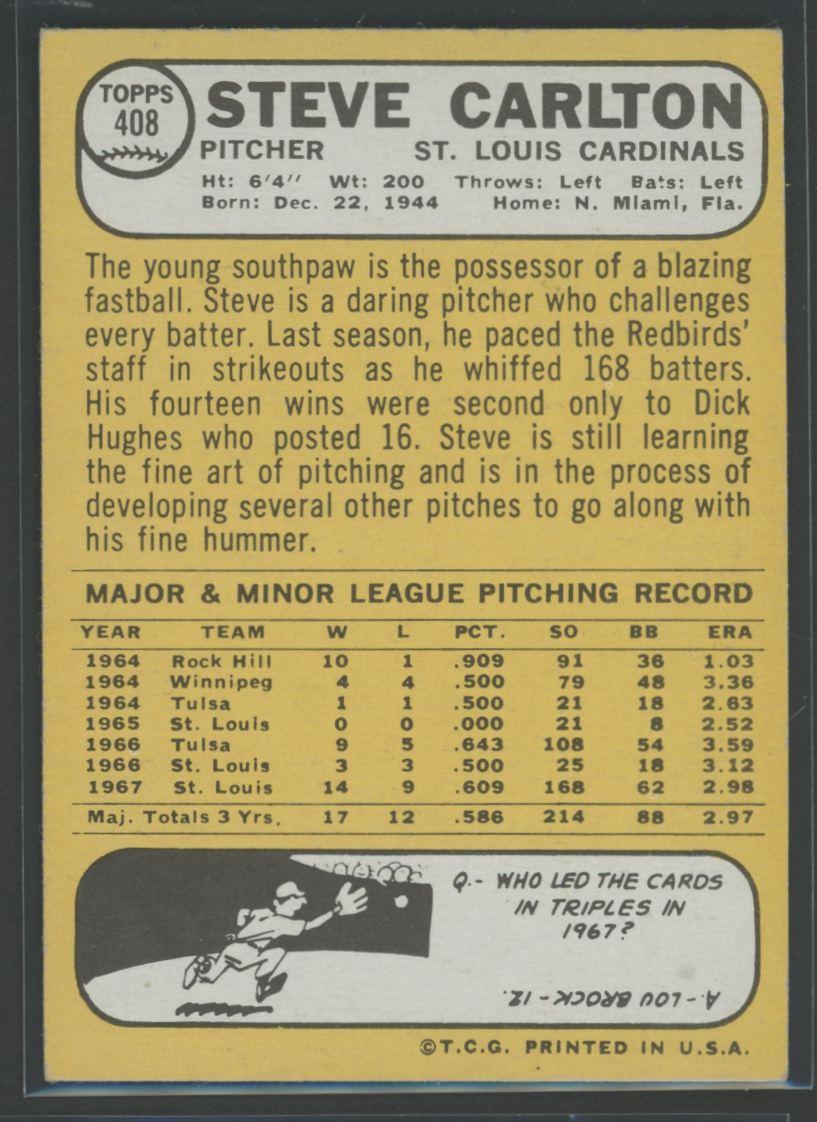 TOPPS
408
STEVE CARLTON
PITCHER ST. LOUIS CARDINALS
Ht: 6'4" Wt: 200 Throws: Left Bats: Left
Born: Dec. 22, 1944 Home: N. Miami, Fla.
The young southpaw is the possessor of a blazing
fastball. Steve is a daring pitcher who challenges
every batter. Last season, he paced the Redbirds'
staff in strikeouts as he whiffed 168 batters.
His fourteen wins were second only to Dick
Hughes who posted 16. Steve is still learning
the fine art of pitching and is in the process of
developing several other pitches to go along with
his fine hummer.
MAJOR & MINOR LEAGUE PITCHING RECORD
YEAR TEAM W L PCT. SO BB ERA
1964 Rock Hill 10 1 .909 91 36 1.03
1964 Winnipeg 4 4 .500 79 48 3.36
1964 Tulsa 1 1 .500 21 18 2.63
1965 St. Louis 0 0 .000 21 8 2.52
1966 Tulsa 9 5 .643 108 54 3.59
1966 St. Louis 3 3 .500 25 18 3.12
1967 St. Louis 14 9 .609 168 62 2.98
Maj. Totals 3 Yrs. 17 12 .586 214 88 2.97
Q.- WHO LED THE CARDS
IN TRIPLES IN
1967?
A.- LOU BROCK - 12.
©T.C.G. PRINTED IN U.S.A.